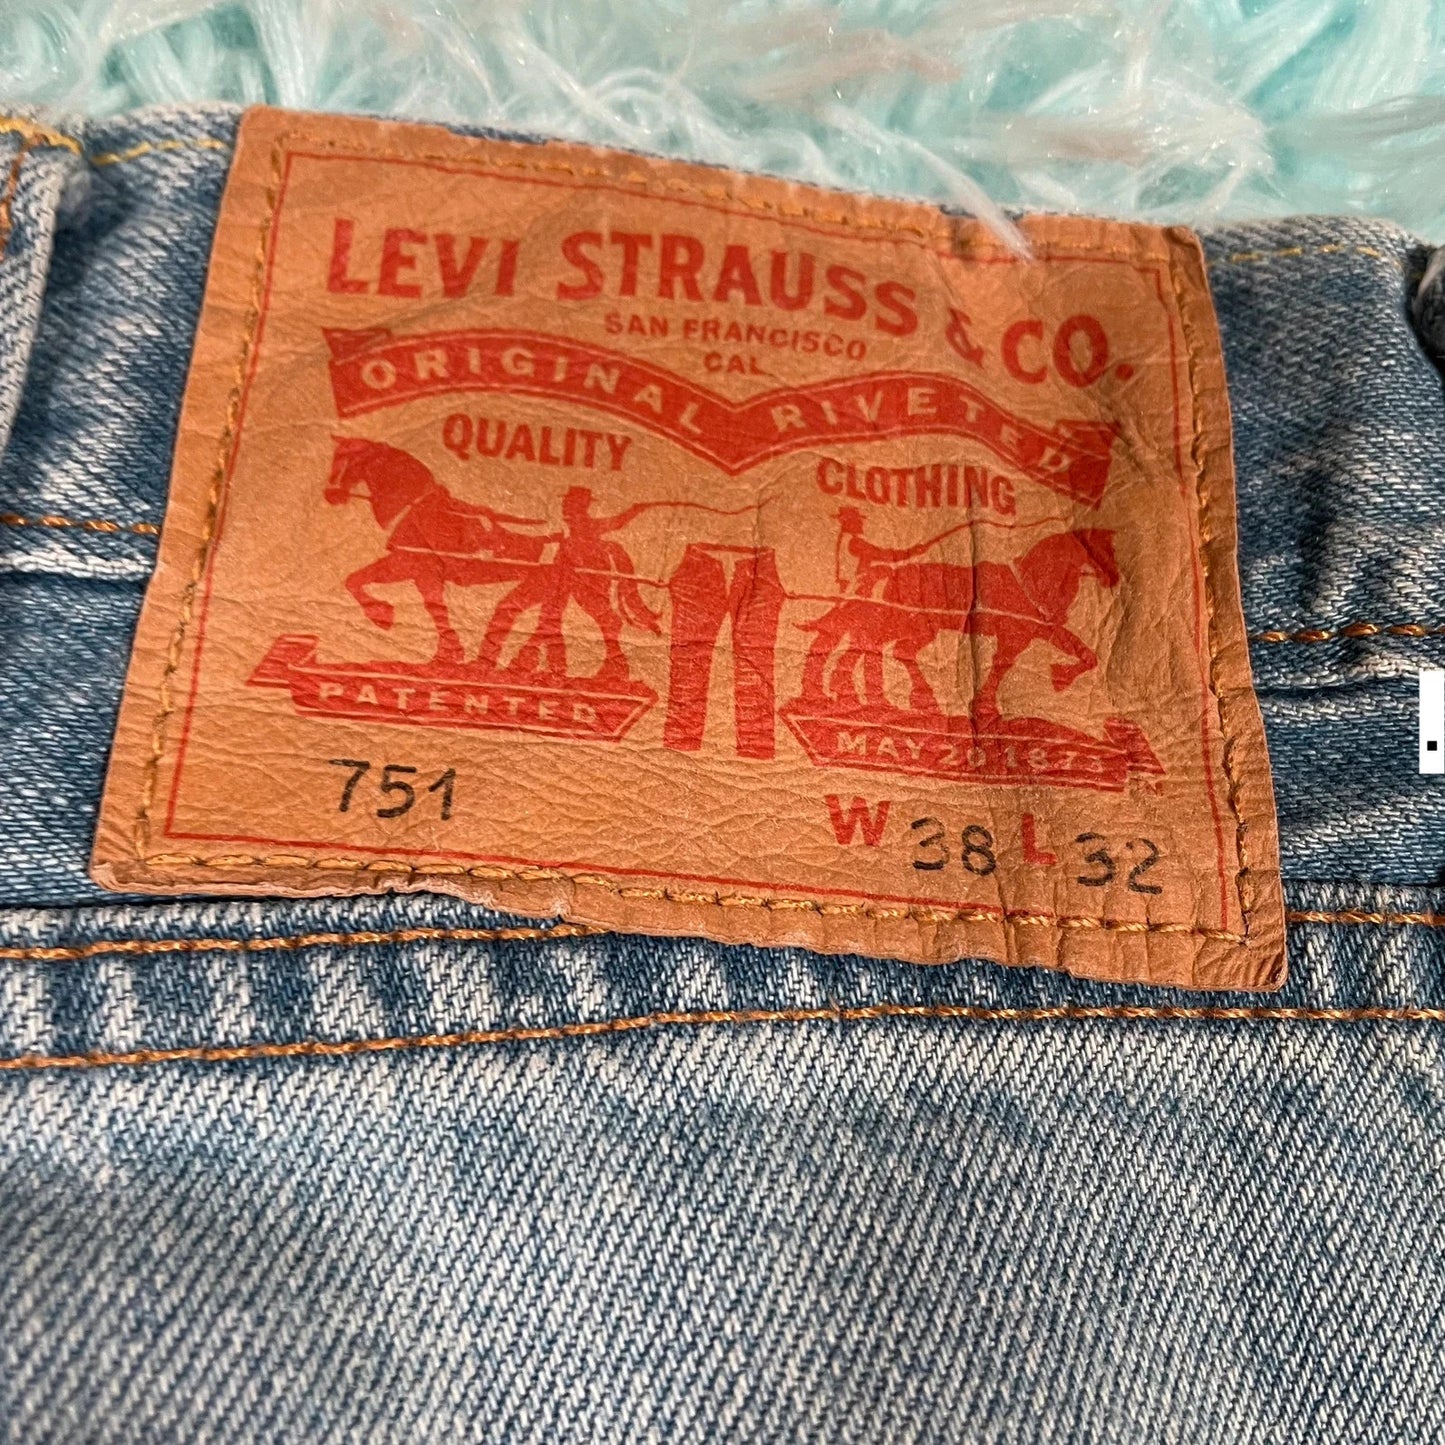 LEVI STRAUSS & CO.
SAN FRANCISCO
CAL
ORIGINAL RIVETED
QUALITY CLOTHING
PATENTED MAY 20 1873
751 W 38 L 32